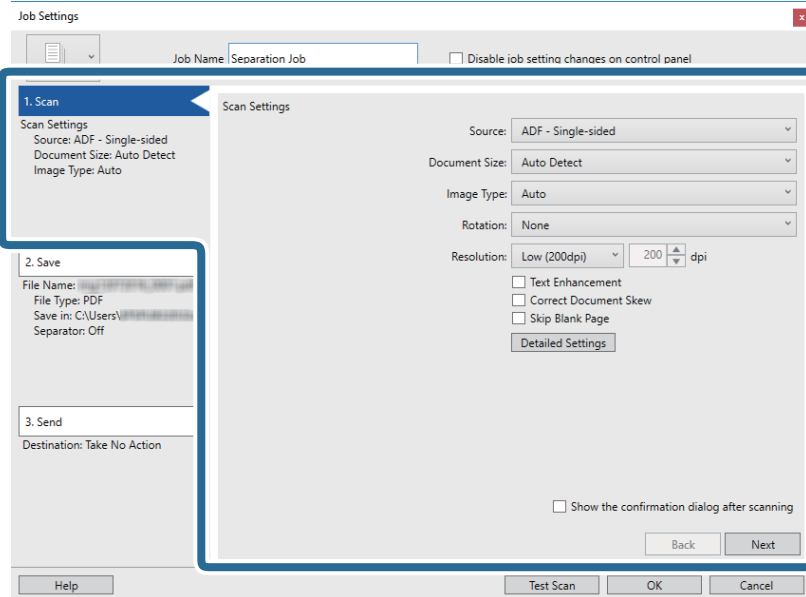 Job Settings
x
Job Name Separation Job Disable job setting changes on control panel
1. Scan
Scan Settings
Source: ADF - Single-sided
Document Size: Auto Detect
Image Type: Auto
2. Save
File Name:
File Type: PDF
Save in: C:\Users\
Separator: Off
3. Send
Destination: Take No Action
Scan Settings
Source: ADF - Single-sided
Document Size: Auto Detect
Image Type: Auto
Rotation: None
Resolution: Low (200dpi) 200 dpi
Text Enhancement
Correct Document Skew
Skip Blank Page
Detailed Settings
Show the confirmation dialog after scanning
Back Next
Help Test Scan OK Cancel